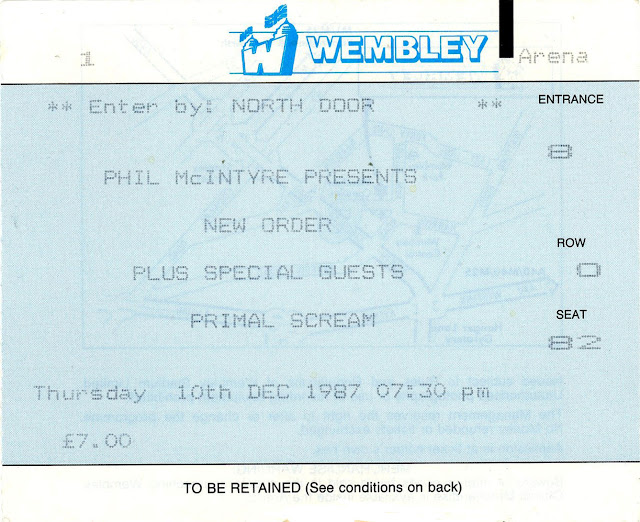 1 WEMBLEY Arena
** Enter by: NORTH DOOR ** ENTRANCE
8
PHIL McINTYRE PRESENTS
NEW ORDER
ROW
PLUS SPECIAL GUESTS O
SEAT
PRIMAL SCREAM
82
Thursday 10th DEC 1987 07:30 pm
£7.00
TO BE RETAINED (See conditions on back)